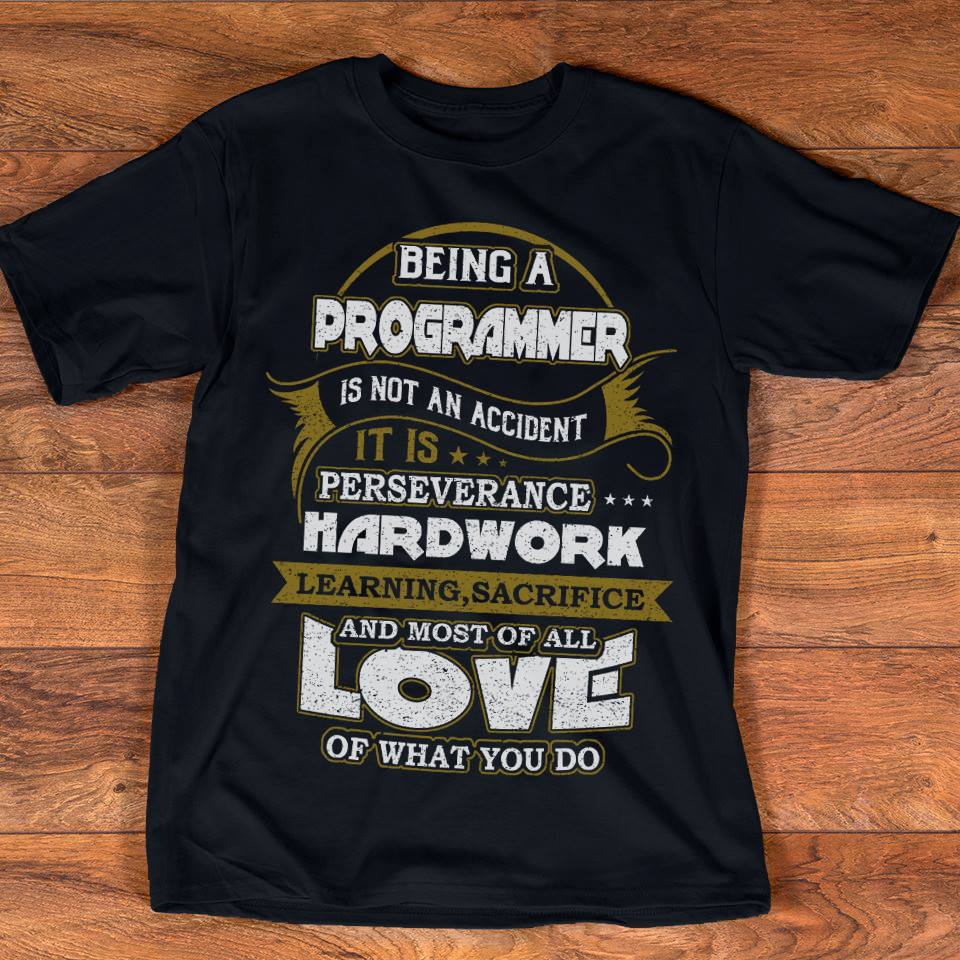 BEING A
PROGRAMMER
IS NOT AN ACCIDENT
IT IS
PERSEVERANCE
HARDWORK
LEARNING, SACRIFICE
AND MOST OF ALL
LOVE
OF WHAT YOU DO